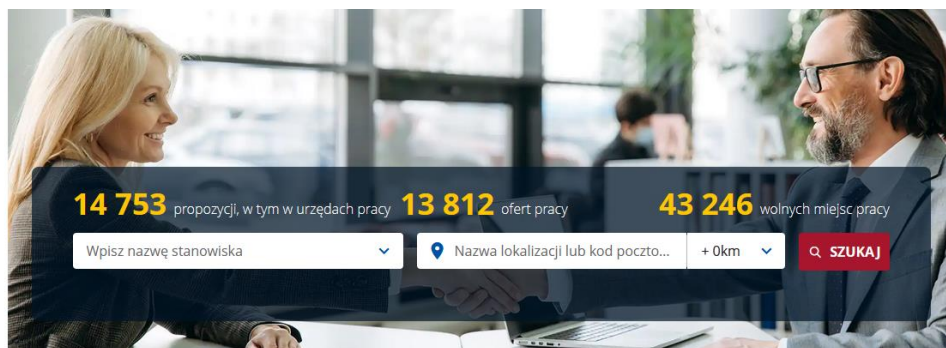 14 753 propozycji, w tym w urzędach pracy 13 812 ofert pracy 43 246 wolnych miejsc pracy
Wpisz nazwę stanowiska Nazwa lokalizacji lub kod poczto... + 0km SZUKAJ